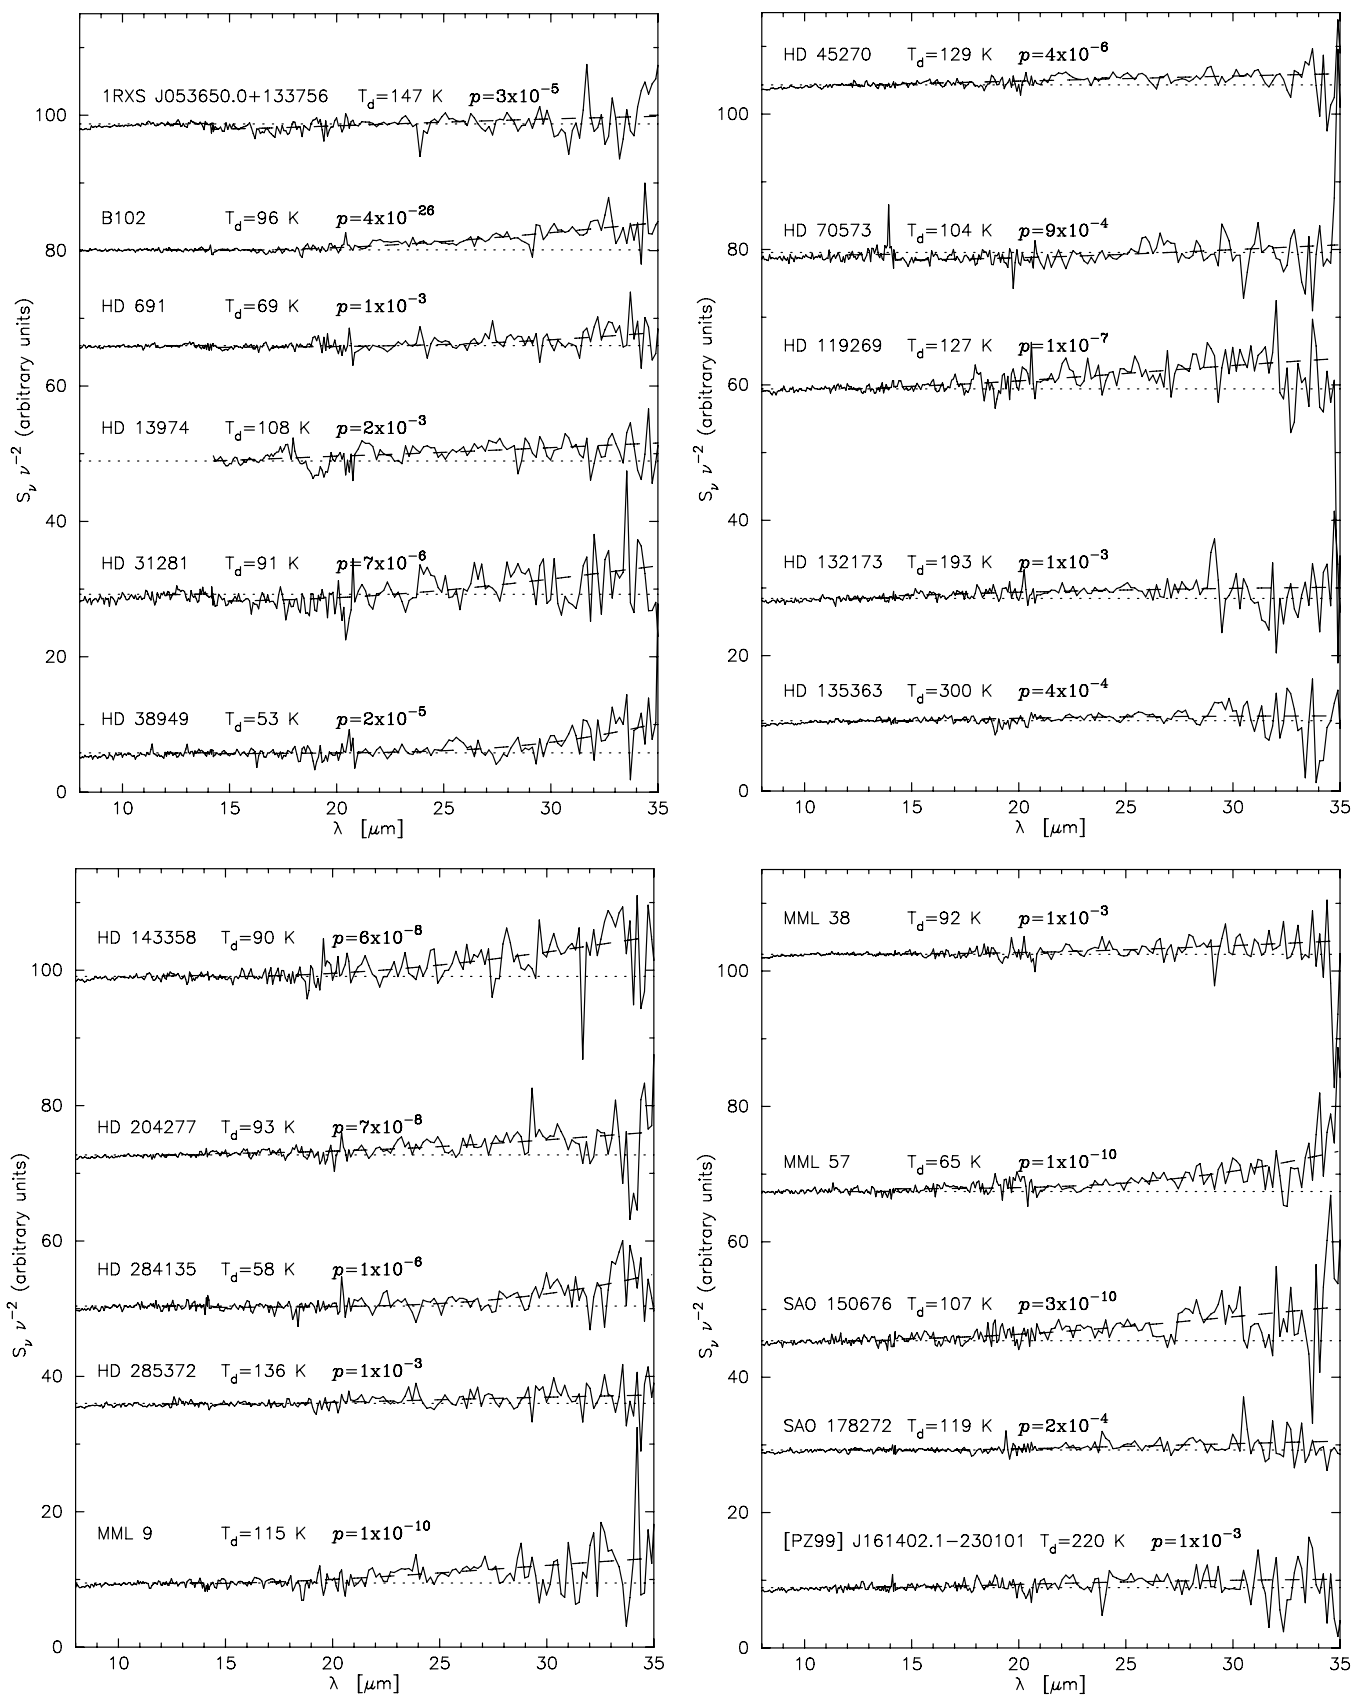 1RXS J053650.0+133756 T_d=147 K p=3x10^-5
B102 T_d=96 K p=4x10^-26
HD 691 T_d=69 K p=1x10^-3
HD 13974 T_d=108 K p=2x10^-3
HD 31281 T_d=91 K p=7x10^-6
HD 38949 T_d=53 K p=2x10^-5
100
80
60
40
20
0
S_ν ν^-2 (arbitrary units)
10 15 20 25 30 35
λ [μm]
HD 45270 T_d=129 K p=4x10^-6
HD 70573 T_d=104 K p=9x10^-4
HD 119269 T_d=127 K p=1x10^-7
HD 132173 T_d=193 K p=1x10^-3
HD 135363 T_d=300 K p=4x10^-4
100
80
60
40
20
0
S_ν ν^-2 (arbitrary units)
10 15 20 25 30 35
λ [μm]
HD 143358 T_d=90 K p=6x10^-8
HD 204277 T_d=93 K p=7x10^-8
HD 284135 T_d=58 K p=1x10^-6
HD 285372 T_d=136 K p=1x10^-3
MML 9 T_d=115 K p=1x10^-10
100
80
60
40
20
0
S_ν ν^-2 (arbitrary units)
10 15 20 25 30 35
λ [μm]
MML 38 T_d=92 K p=1x10^-3
MML 57 T_d=65 K p=1x10^-10
SAO 150676 T_d=107 K p=3x10^-10
SAO 178272 T_d=119 K p=2x10^-4
[PZ99] J161402.1-230101 T_d=220 K p=1x10^-3
100
80
60
40
20
0
S_ν ν^-2 (arbitrary units)
10 15 20 25 30 35
λ [μm]